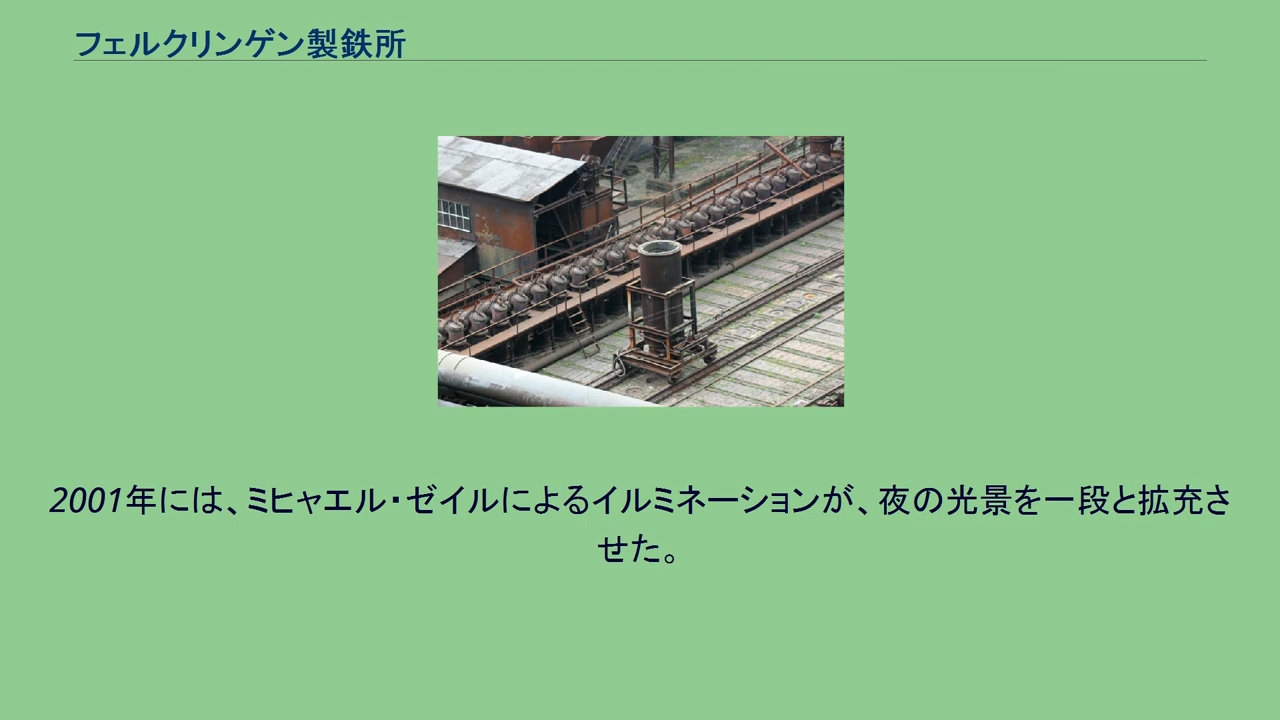 フェルクリンゲン製鉄所
2001年には、ミヒャエル・ゼイルによるイルミネーションが、夜の光景を一段と拡充さ
せた。